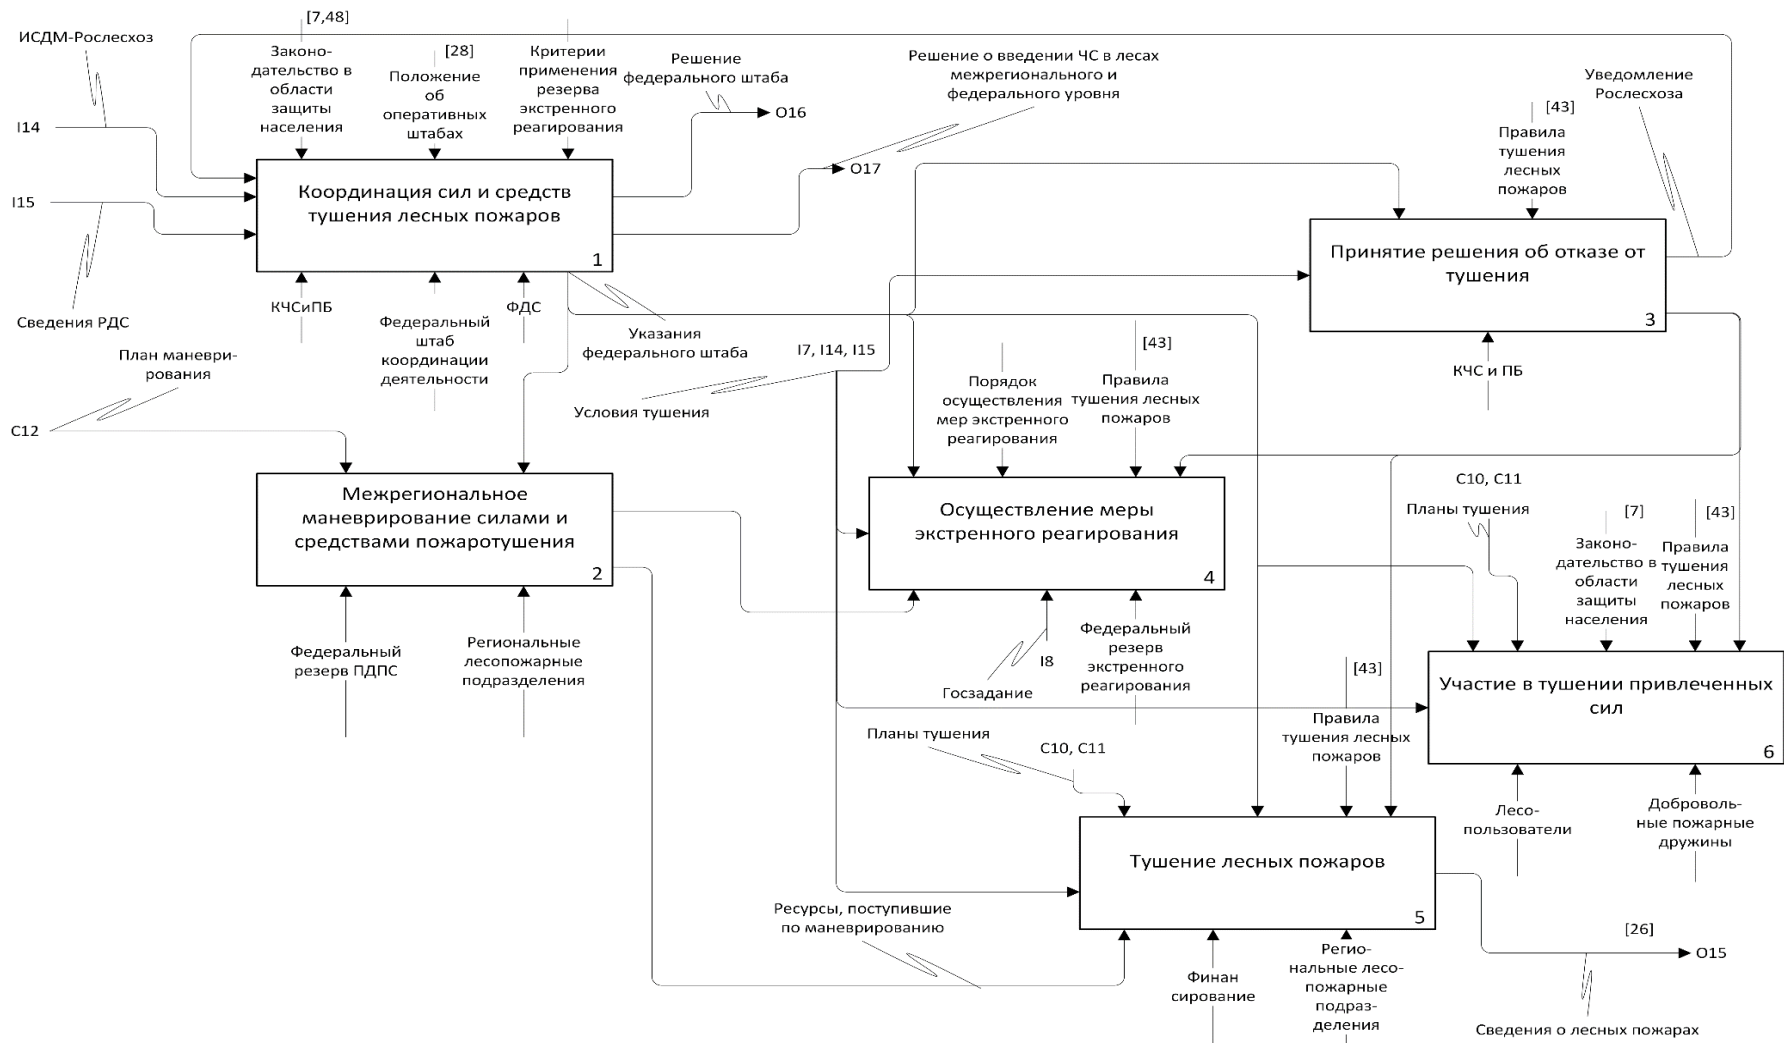 [7,48]
ИСДМ-Рослесхоз
Законо-
дательство в
области
защиты
населения
[28]
Положение
об
оперативных
штабах
Критерии
применения
резерва
экстренного
реагирования
Решение
федерального штаба
Решение о введении ЧС в лесах
межрегионального и
федерального уровня
Уведомление
Рослесхоза
[43]
Правила
тушения
лесных
пожаров
I14
O16
O17
I15
Координация сил и средств
тушения лесных пожаров
1
Принятие решения об отказе от
тушения
3
Сведения РДС
КЧСиПБ
Федеральный
штаб
координации
деятельности
ФДС
Указания
федерального штаба
План маневри-
рования
I7, I14, I15
Условия тушения
[43]
Порядок
осуществления
мер экстренного
реагирования
Правила
тушения лесных
пожаров
КЧС и ПБ
C12
Межрегиональное
маневрирование силами и
средствами пожаротушения
2
Осуществление меры
экстренного реагирования
4
C10, C11
Планы тушения
[7]
Законо-
дательство в
области
защиты
населения
[43]
Правила
тушения
лесных
пожаров
Федеральный
резерв ПДПС
Региональные
лесопожарные
подразделения
Госзадание
I8
Федеральный
резерв
экстренного
реагирования
[43]
Правила
тушения лесных
пожаров
Участие в тушении привлеченных
сил
6
Планы тушения
C10, C11
Лесо-
пользователи
Доброволь-
ные пожарные
дружины
Тушение лесных пожаров
5
Ресурсы, поступившие
по маневрированию
Финан
сирование
Регио-
нальные лесо-
пожарные
подраз-
деления
[26]
O15
Сведения о лесных пожарах